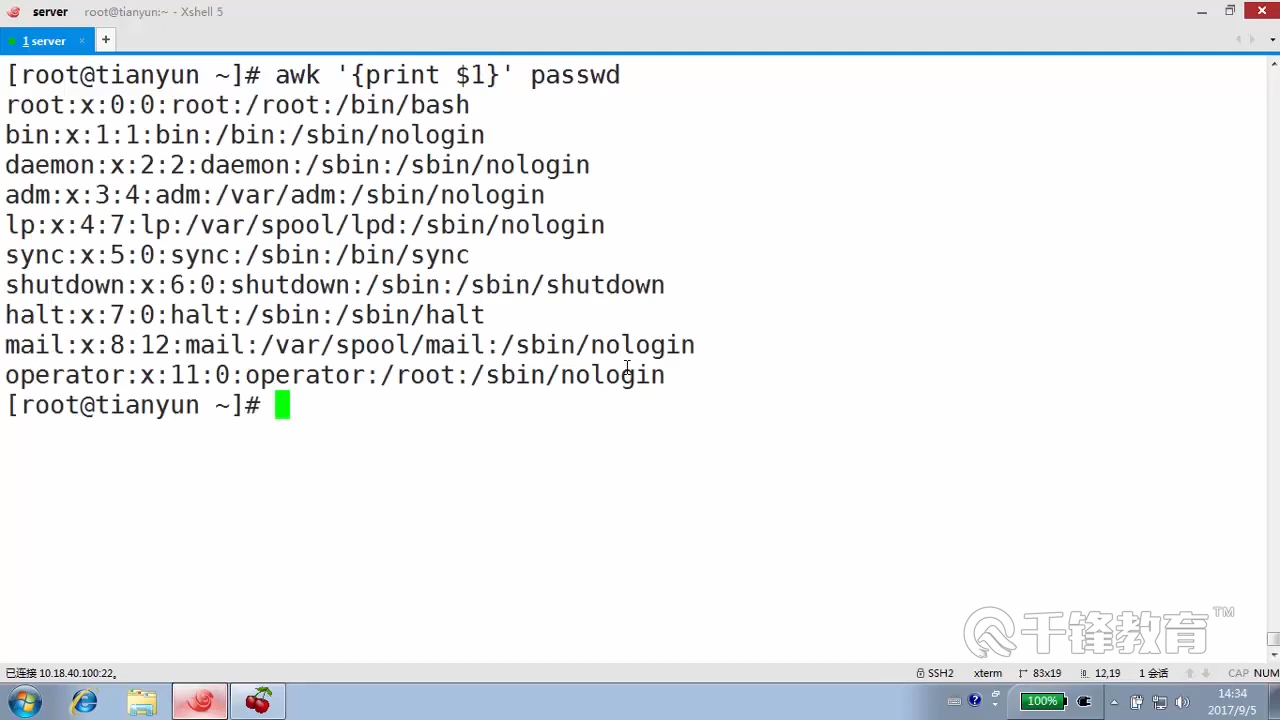 server root@tianyun:~ - Xshell 5
1 server
[root@tianyun ~]# awk '{print $1}' passwd
root:x:0:0:root:/root:/bin/bash
bin:x:1:1:bin:/bin:/sbin/nologin
daemon:x:2:2:daemon:/sbin:/sbin/nologin
adm:x:3:4:adm:/var/adm:/sbin/nologin
lp:x:4:7:lp:/var/spool/lpd:/sbin/nologin
sync:x:5:0:sync:/sbin:/bin/sync
shutdown:x:6:0:shutdown:/sbin:/sbin/shutdown
halt:x:7:0:halt:/sbin:/sbin/halt
mail:x:8:12:mail:/var/spool/mail:/sbin/nologin
operator:x:11:0:operator:/root:/sbin/nologin
[root@tianyun ~]#
千锋教育™
已连接 10.18.40.100:22。 SSH2 xterm 83x19 12,19 1 会话 CAP NUM
100% 14:34
2017/9/5